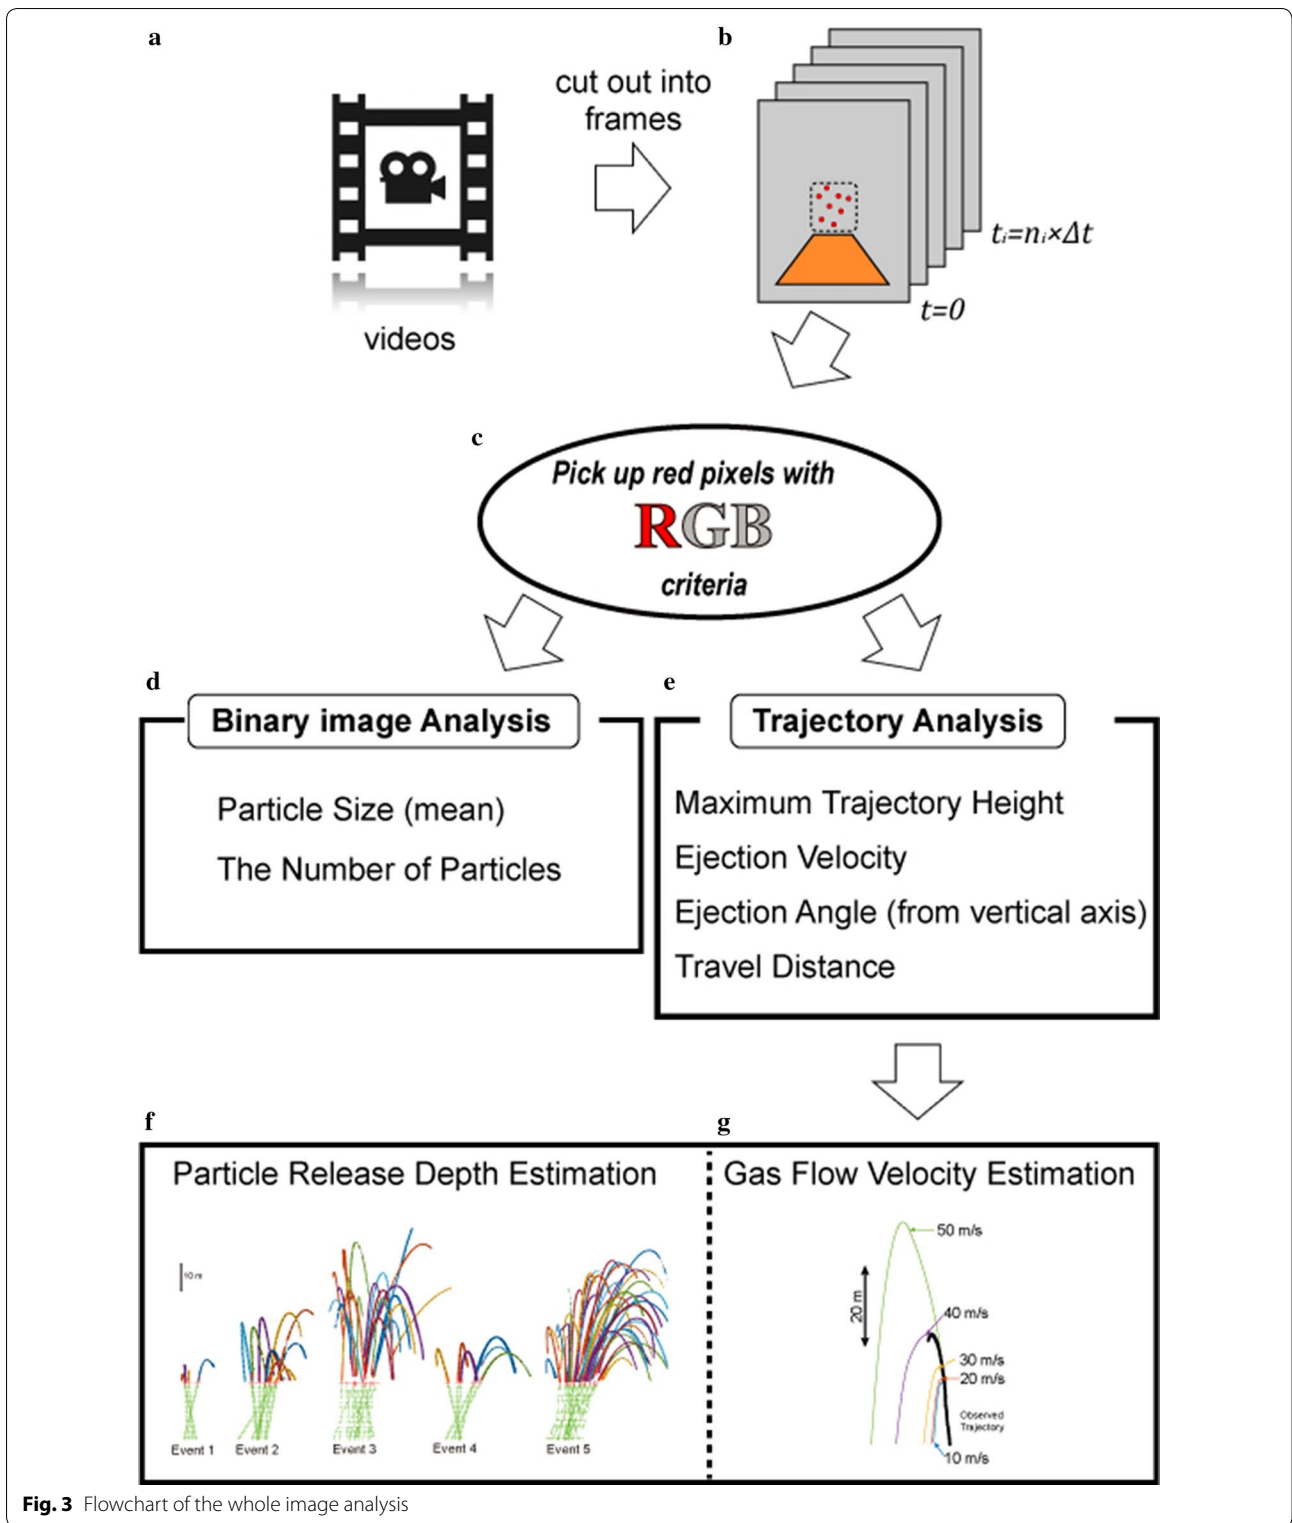 a
b
cut out into
frames
videos
tᵢ=nᵢ×Δt
t=0
c
Pick up red pixels with
RGB
criteria
d
Binary image Analysis
Particle Size (mean)
The Number of Particles
e
Trajectory Analysis
Maximum Trajectory Height
Ejection Velocity
Ejection Angle (from vertical axis)
Travel Distance
f
Particle Release Depth Estimation
10 m
Event 1
Event 2
Event 3
Event 4
Event 5
g
Gas Flow Velocity Estimation
50 m/s
20 m
40 m/s
30 m/s
20 m/s
Observed
Trajectory
10 m/s
Fig. 3 Flowchart of the whole image analysis